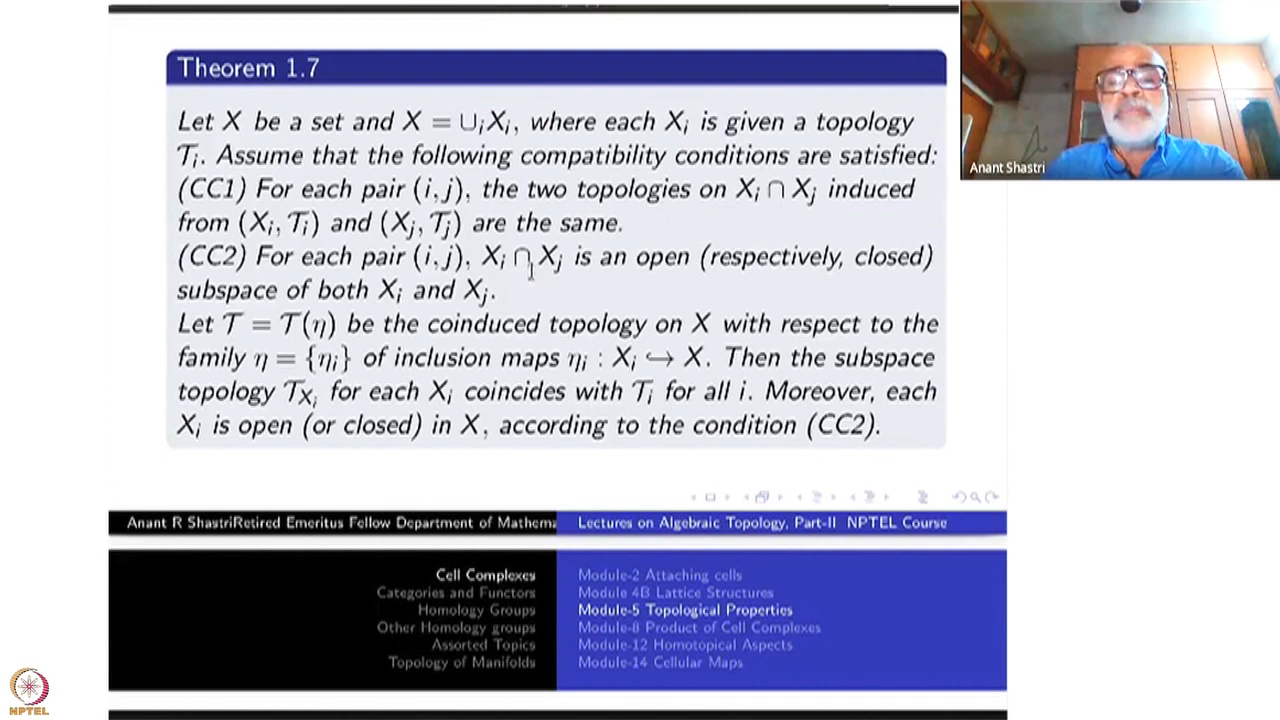 Theorem 1.7
Let X be a set and X = ∪ᵢXᵢ, where each Xᵢ is given a topology
𝒯ᵢ. Assume that the following compatibility conditions are satisfied:
(CC1) For each pair (i, j), the two topologies on Xᵢ ∩ Xⱼ induced
from (Xᵢ, 𝒯ᵢ) and (Xⱼ, 𝒯ⱼ) are the same.
(CC2) For each pair (i, j), Xᵢ ∩ Xⱼ is an open (respectively, closed)
subspace of both Xᵢ and Xⱼ.
Let 𝒯 = 𝒯(η) be the coinduced topology on X with respect to the
family η = {ηᵢ} of inclusion maps ηᵢ : Xᵢ ↪ X. Then the subspace
topology 𝒯_{Xᵢ} for each Xᵢ coincides with 𝒯ᵢ for all i. Moreover, each
Xᵢ is open (or closed) in X, according to the condition (CC2).
Anant Shastri
Anant R ShastriRetired Emeritus Fellow Department of Mathema
Lectures on Algebraic Topology, Part-II NPTEL Course
Cell Complexes
Categories and Functors
Homology Groups
Other Homology groups
Assorted Topics
Topology of Manifolds
Module-2 Attaching cells
Module 4B Lattice Structures
Module-5 Topological Properties
Module-8 Product of Cell Complexes
Module-12 Homotopical Aspects
Module-14 Cellular Maps
NPTEL